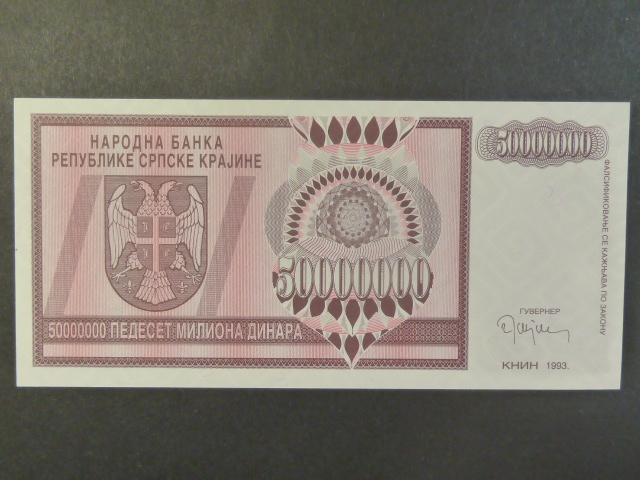 НАРОДНА БАНКА
РЕПУБЛИКЕ СРПСКЕ КРАЈИНЕ
50000000
50000000
50000000 ПЕДЕСЕТ МИЛИОНА ДИНАРА
ФАЛСИФИКОВАЊЕ СЕ КАЖЊАВА ПО ЗАКОНУ
ГУВЕРНЕР
КНИН 1993.